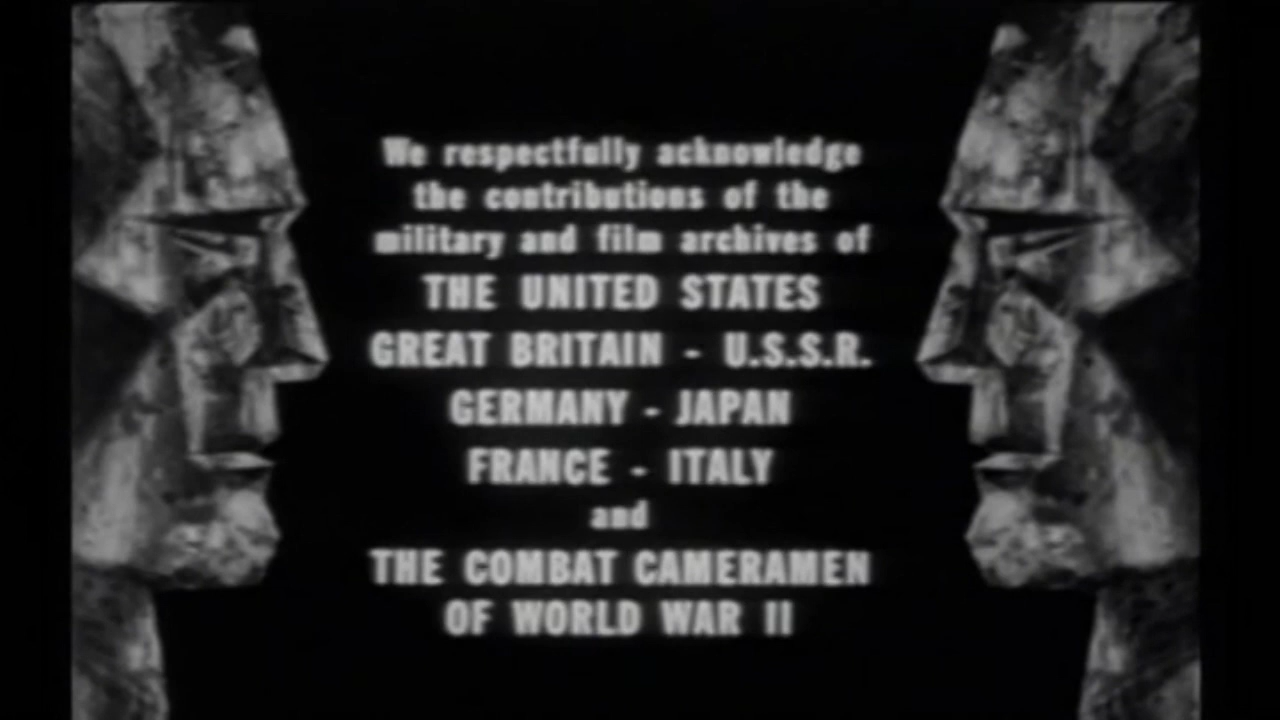 We respectfully acknowledge
the contributions of the
military and film archives of
THE UNITED STATES
GREAT BRITAIN - U.S.S.R.
GERMANY - JAPAN
FRANCE - ITALY
and
THE COMBAT CAMERAMEN
OF WORLD WAR II